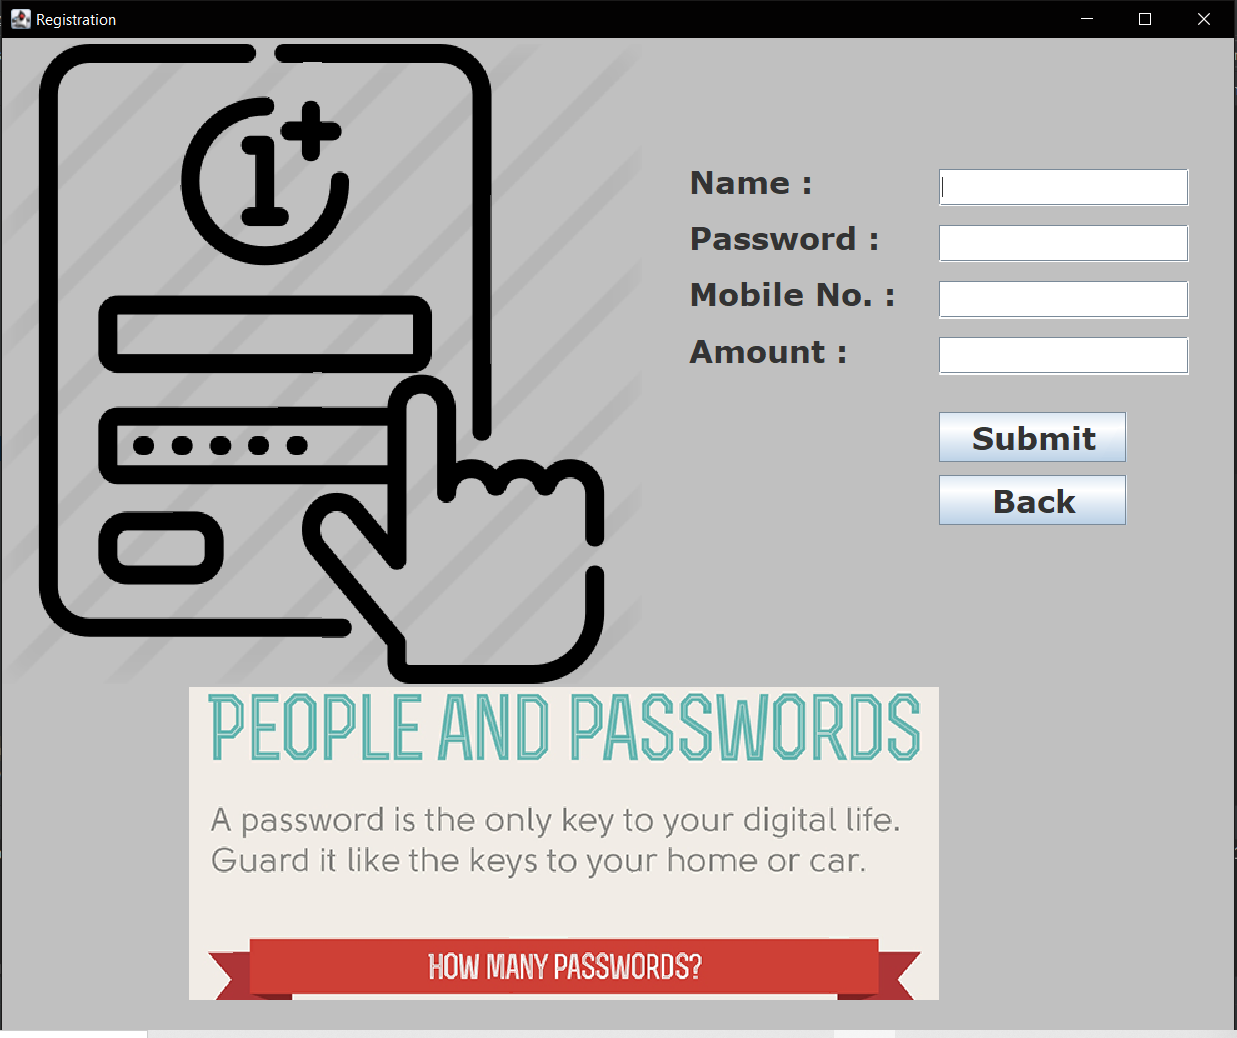 Registration
1+
Name :
Password :
Mobile No. :
Amount :
Submit
Back
PEOPLE AND PASSWORDS
A password is the only key to your digital life.
Guard it like the keys to your home or car.
HOW MANY PASSWORDS?